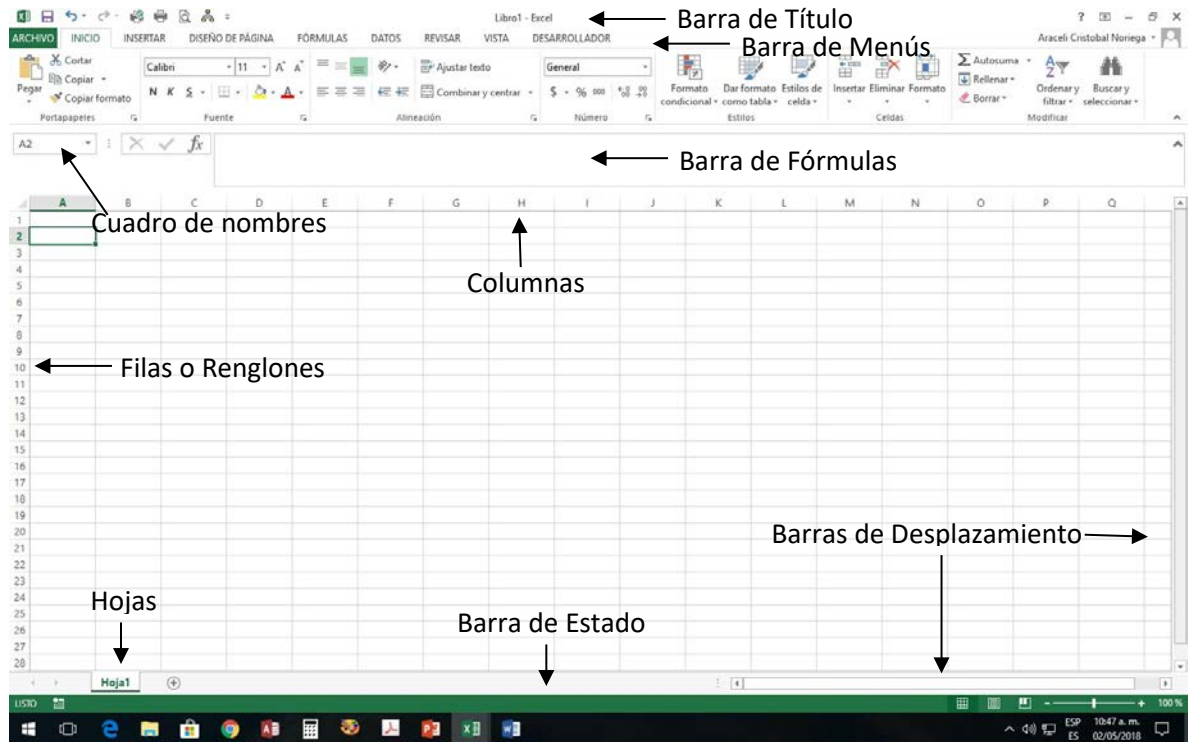 Libro1 - Excel
Barra de Título
?
ARCHIVO INICIO INSERTAR DISEÑO DE PÁGINA FÓRMULAS DATOS REVISAR VISTA DESARROLLADOR
Barra de Menús
Araceli Cristobal Noriega
Pegar
Cortar
Copiar
Copiar formato
Portapapeles
Calibri 11
N K S
Fuente
Ajustar texto
Combinar y centrar
Alineación
General
$ % 000
Número
Formato condicional
Dar formato como tabla
Estilos de celda
Estilos
Insertar Eliminar Formato
Celdas
Autosuma
Rellenar
Borrar
Ordenar y filtrar
Buscar y seleccionar
Modificar
A2
fx
Barra de Fórmulas
A B C D E F G H I J K L M N O P Q
Cuadro de nombres
Columnas
1
2
3
4
5
6
7
8
9
10
Filas o Renglones
11
12
13
14
15
16
17
18
19
20
Barras de Desplazamiento
21
22
23
24
Hojas
25
26
Barra de Estado
27
28
Hoja1
LISTO
100%
ESP 10:47 a. m.
ES 02/05/2018